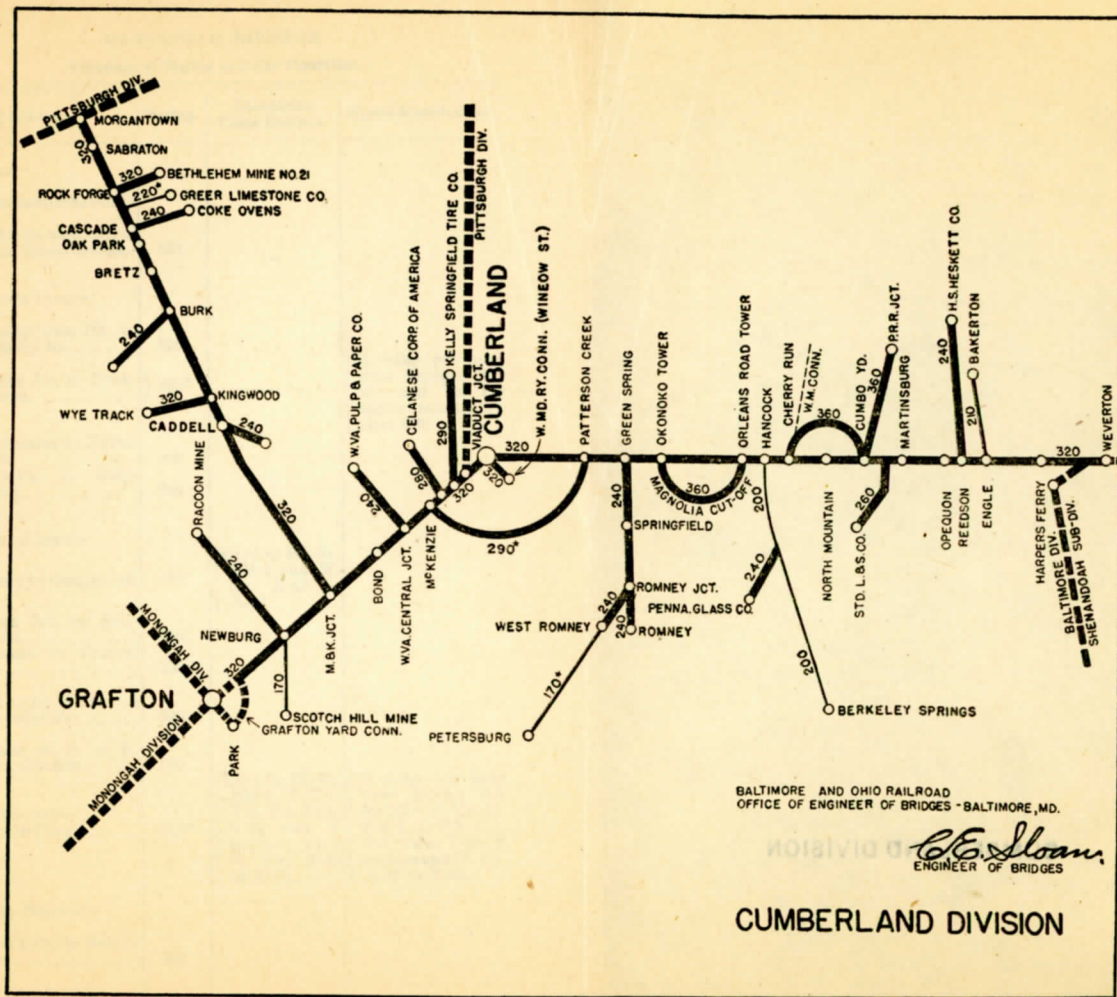 PITTSBURGH DIV.
MORGANTOWN
320
SABRATON
320
BETHLEHEM MINE NO.21
ROCK FORGE
220*
GREER LIMESTONE CO.
240
COKE OVENS
CASCADE
OAK PARK
BRETZ
BURK
240
KINGWOOD
WYE TRACK
320
CADDELL
240
RACOON MINE
320
240
NEWBURG
M.BK.JCT.
BOND
W.VA.CENTRAL JCT.
MCKENZIE
W.VA.PULP & PAPER CO.
240
CELANESE CORP. OF AMERICA
280
KELLY SPRINGFIELD TIRE CO.
290
PITTSBURGH DIV.
VIADUCT JCT.
320
CUMBERLAND
320
W.MD.RY.CONN. (WINEOW ST.)
320
290*
PATTERSON CREEK
GREEN SPRING
240
SPRINGFIELD
ROMNEY JCT.
240
WEST ROMNEY
240
ROMNEY
170*
PETERSBURG
OKONOKO TOWER
360
MAGNOLIA CUT-OFF
ORLEANS ROAD TOWER
HANCOCK
200
240
PENNA.GLASS CO.
200
BERKELEY SPRINGS
CHERRY RUN
W.M.CONN.
360
NORTH MOUNTAIN
CUMBO YD.
360
P.R.R.JCT.
STD.L.&S.CO.
260
MARTINSBURG
OPEQUON
REEDSON
240
H.S.HESKETT CO.
ENGLE
210
BAKERTON
HARPERS FERRY
320
WEVERTON
BALTIMORE DIV.
SHENANDOAH SUB-DIV.
MONONGAH DIV.
320
GRAFTON
170
SCOTCH HILL MINE
GRAFTON YARD CONN.
PARK
MONONGAH DIVISION
BALTIMORE AND OHIO RAILROAD
OFFICE OF ENGINEER OF BRIDGES - BALTIMORE, MD.
C.E. Sloan.
ENGINEER OF BRIDGES
CUMBERLAND DIVISION